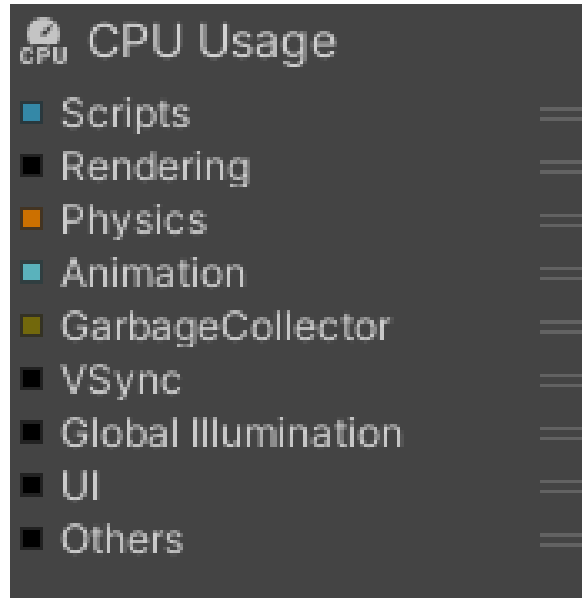 CPU CPU Usage
Scripts
Rendering
Physics
Animation
GarbageCollector
VSync
Global Illumination
UI
Others